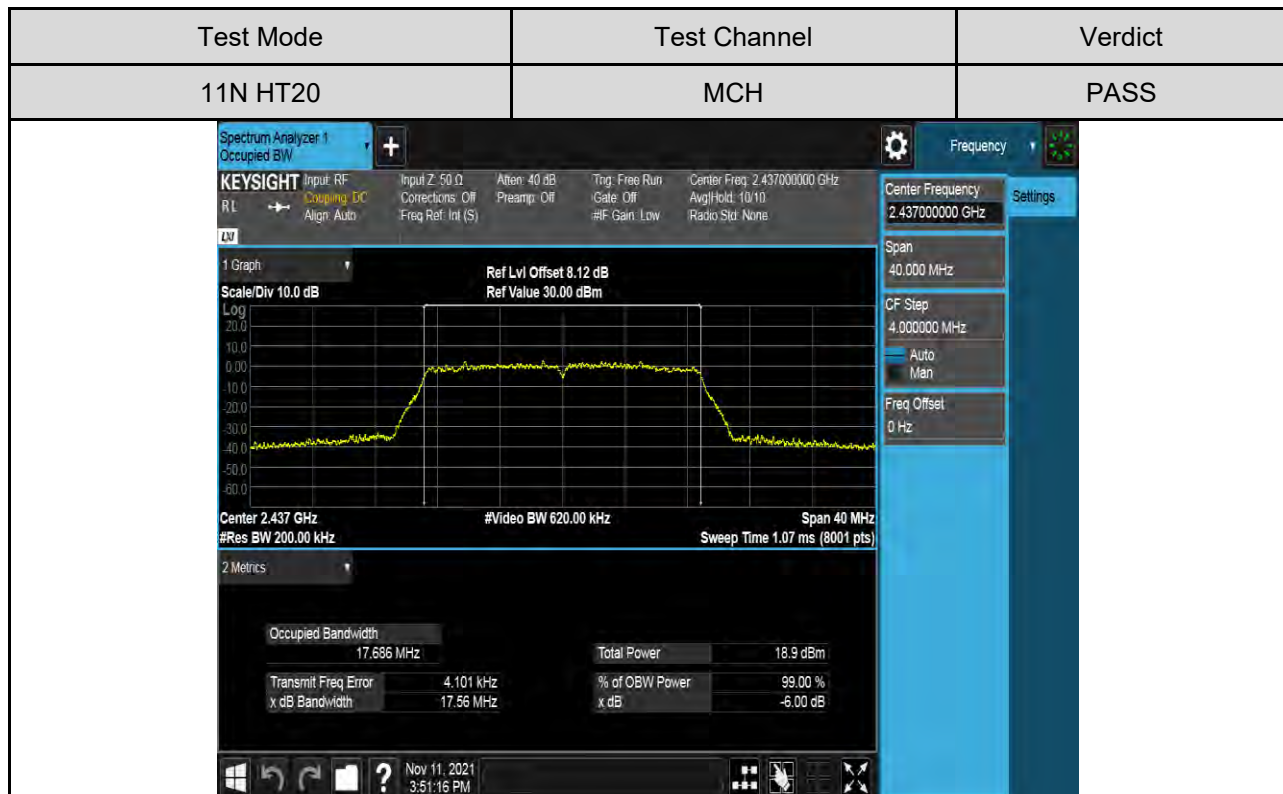 Test Mode Test Channel Verdict
11N HT20 MCH PASS
Spectrum Analyzer 1
Occupied BW
+
Frequency
KEYSIGHT Input: RF Input Z: 50 Ω Atten: 40 dB Trig: Free Run Center Freq: 2.437000000 GHz
RL Coupling: DC Corrections: Off Preamp: Off Gate: Off Avg|Hold: 10/10
Align: Auto Freq Ref: Int (S) #IF Gain: Low Radio Std: None
LXI
Center Frequency
2.437000000 GHz
Settings
Span
40.000 MHz
CF Step
4.000000 MHz
Auto
Man
Freq Offset
0 Hz
1 Graph
Ref Lvl Offset 8.12 dB
Scale/Div 10.0 dB Ref Value 30.00 dBm
Log
20.0
10.0
0.00
-10.0
-20.0
-30.0
-40.0
-50.0
-60.0
Center 2.437 GHz #Video BW 620.00 kHz Span 40 MHz
#Res BW 200.00 kHz Sweep Time 1.07 ms (8001 pts)
2 Metrics
Occupied Bandwidth
17.686 MHz Total Power 18.9 dBm
Transmit Freq Error 4.101 kHz % of OBW Power 99.00 %
x dB Bandwidth 17.56 MHz x dB -6.00 dB
? Nov 11, 2021
3:51:16 PM